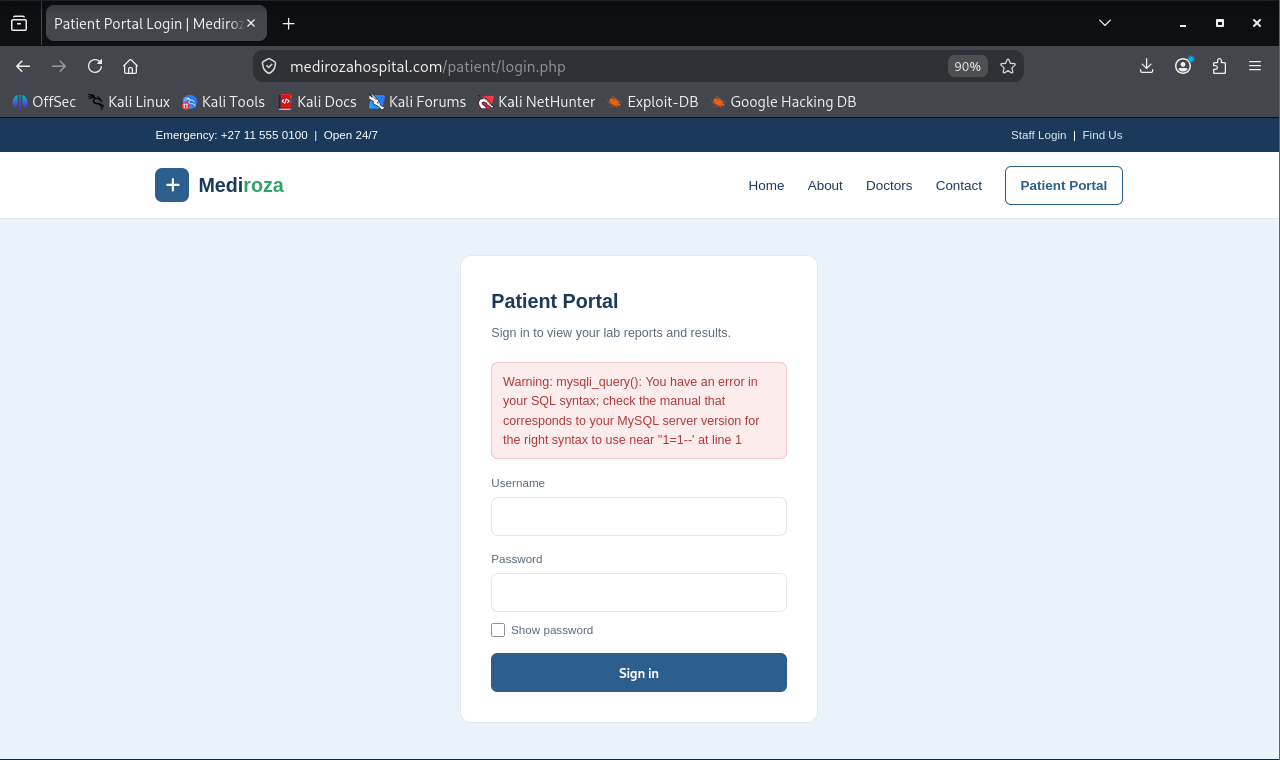 Patient Portal Login | Mediroz
medirozahospital.com/patient/login.php
90%
OffSec Kali Linux Kali Tools Kali Docs Kali Forums Kali NetHunter Exploit-DB Google Hacking DB
Emergency: +27 11 555 0100 | Open 24/7
Staff Login | Find Us
Mediroza
Home About Doctors Contact Patient Portal
Patient Portal
Sign in to view your lab reports and results.
Warning: mysqli_query(): You have an error in
your SQL syntax; check the manual that
corresponds to your MySQL server version for
the right syntax to use near "1=1--' at line 1
Username
Password
Show password
Sign in